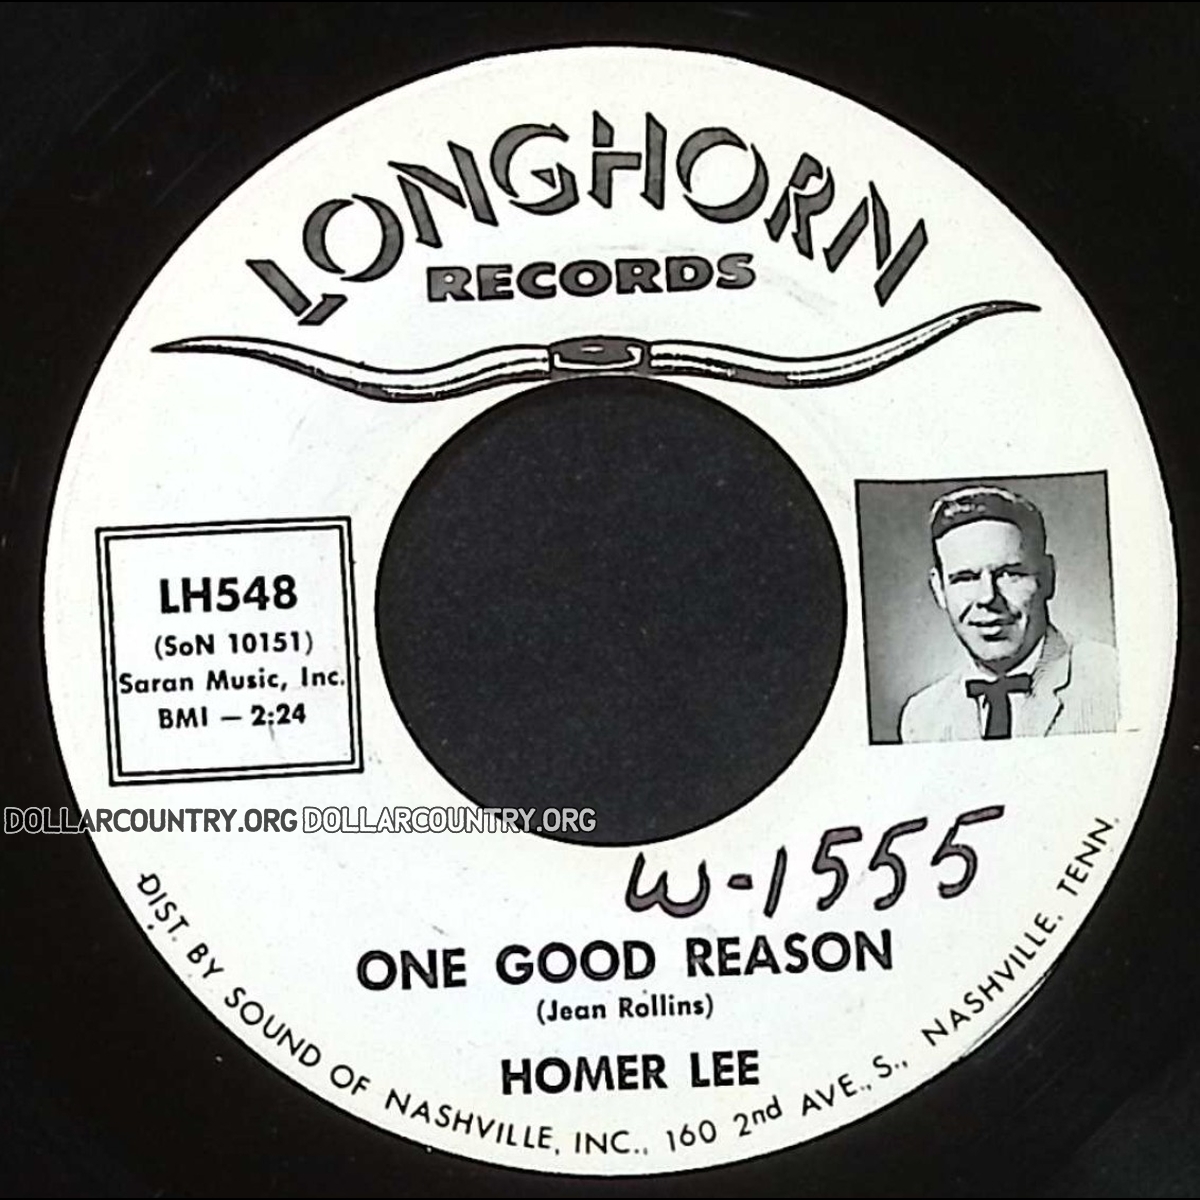 LONGHORN
RECORDS
LH548
(SoN 10151)
Saran Music, Inc.
BMI — 2:24
DOLLARCOUNTRY.ORG DOLLARCOUNTRY.ORG
W-1555
ONE GOOD REASON
(Jean Rollins)
HOMER LEE
DIST. BY SOUND OF NASHVILLE, INC., 160 2nd AVE., S., NASHVILLE, TENN.